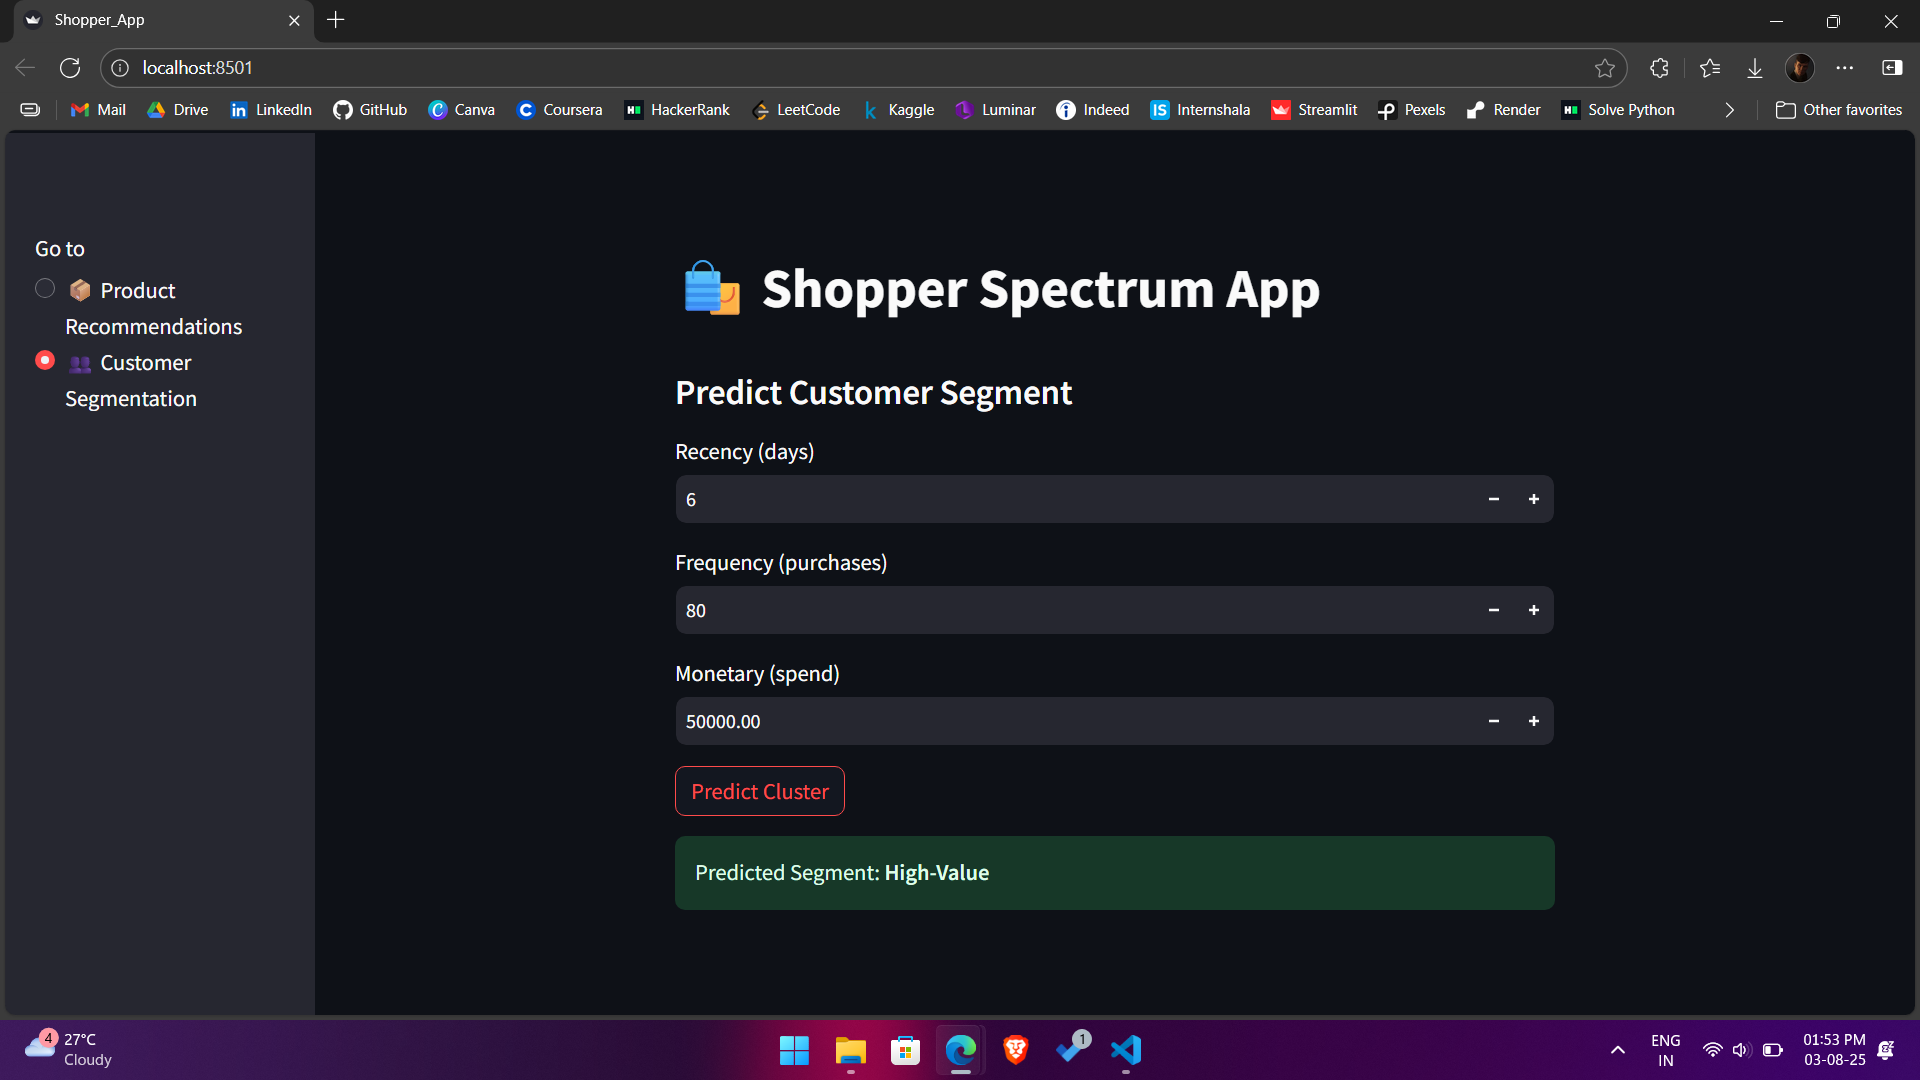 Shopper_App
localhost:8501
Mail
Drive
LinkedIn
GitHub
Canva
Coursera
HackerRank
LeetCode
Kaggle
Luminar
Indeed
Internshala
Streamlit
Pexels
Render
Solve Python
Other favorites
Go to
Product
Recommendations
Customer
Segmentation
Shopper Spectrum App
Predict Customer Segment
Recency (days)
6
Frequency (purchases)
80
Monetary (spend)
50000.00
Predict Cluster
Predicted Segment: High-Value
4
27°C
Cloudy
1
ENG
IN
01:53 PM
03-08-25